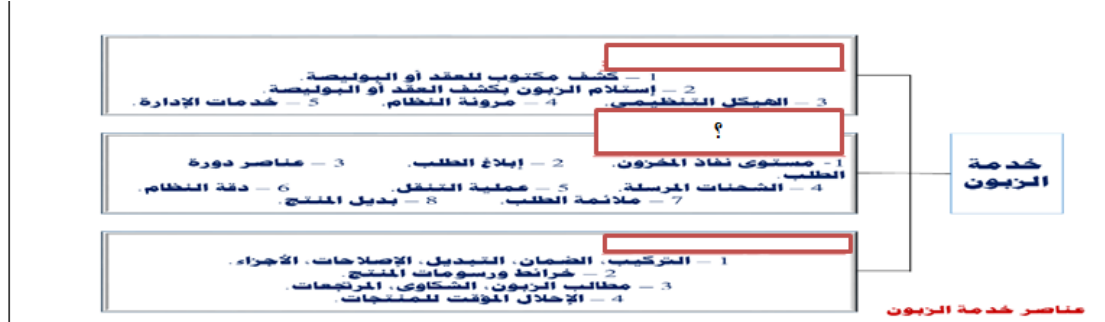 1 – كشف مكتوب للعقد أو البوليصة.
2 – إستلام الزبون بكشف العقد أو البوليصة.
3 – الهيكل التنظيمي. 4 – مرونة النظام. 5 – خدمات الإدارة.
؟
1- مستوى نفاذ المخزون. 2 – إبلاغ الطلب. 3 – عناصر دورة
الطلب.
4 – الشحنات المرسلة. 5 – عملية التنقل. 6 – دقة النظام.
7 – ملائمة الطلب. 8 – بديل المنتج.
خدمة
الزبون
1 – التركيب، الضمان، التبديل، الإصلاحات، الأجزاء.
2 – خرائط ورسومات المنتج.
3 – مطالب الزبون، الشكاوى، المرتجعات.
4 – الإحلال المؤقت للمنتجات.
عناصر خدمة الزبون